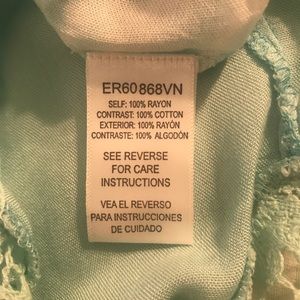 ER60868VN
SELF: 100% RAYON
CONTRAST: 100% COTTON
EXTERIOR: 100% RAYÓN
CONTRASTE: 100% ALGODÓN
SEE REVERSE
FOR CARE
INSTRUCTIONS
VEA EL REVERSO
PARA INSTRUCCIONES
DE CUIDADO